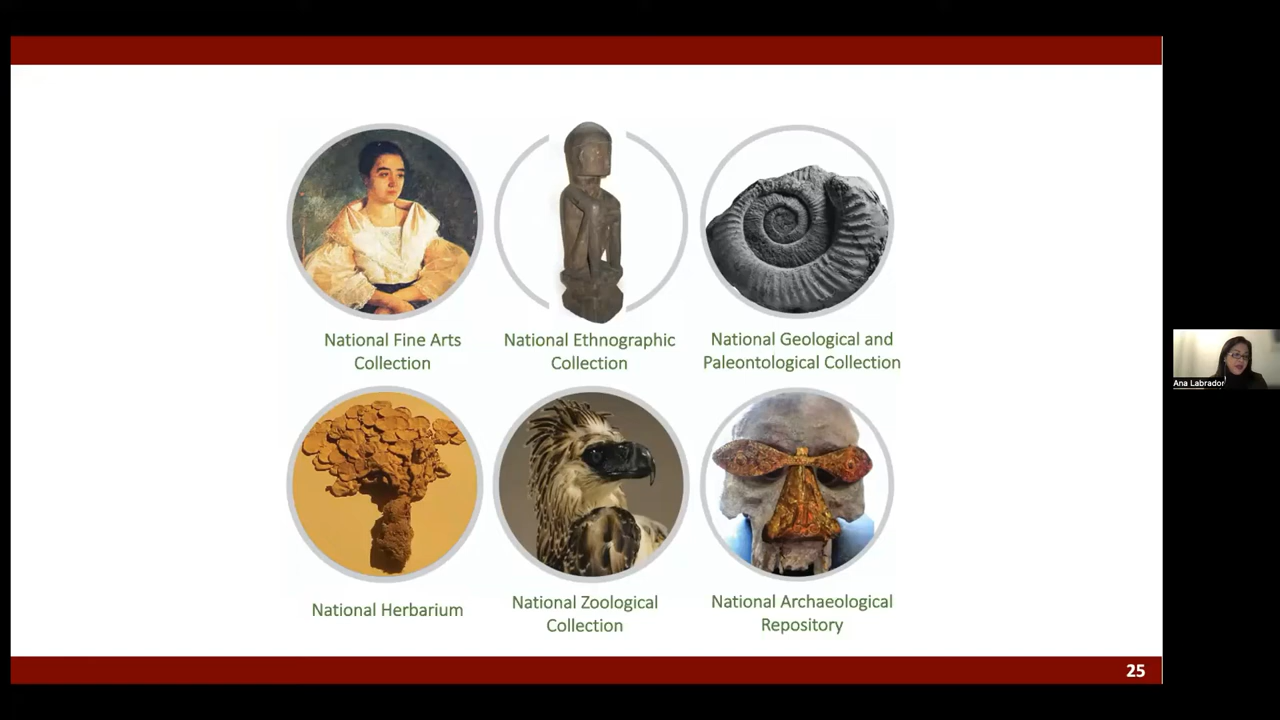 National Fine Arts
Collection
National Ethnographic
Collection
National Geological and
Paleontological Collection
National Herbarium
National Zoological
Collection
National Archaeological
Repository
25
Ana Labrador